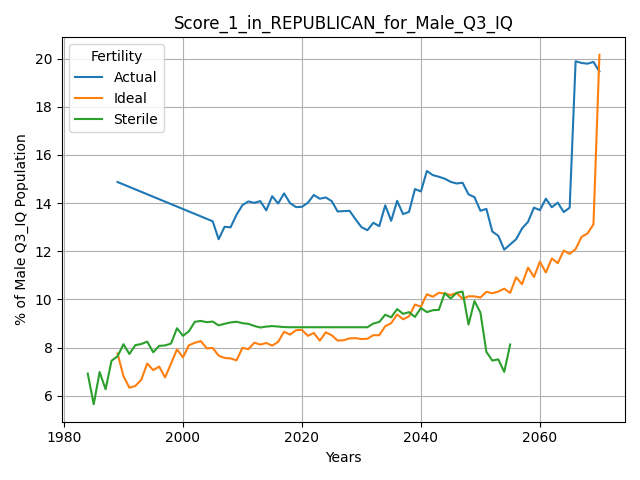 Score_1_in_REPUBLICAN_for_Male_Q3_IQ
Fertility
Actual
Ideal
Sterile
% of Male Q3_IQ Population
20
18
16
14
12
10
8
6
1980
2000
2020
2040
2060
Years